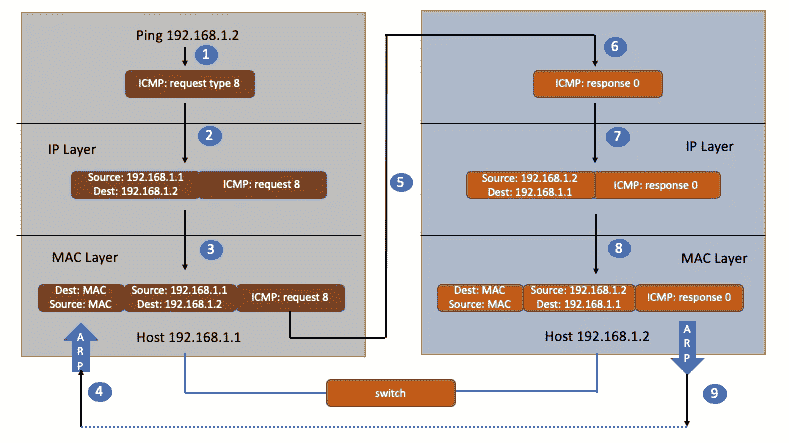 Ping 192.168.1.2
1
ICMP: request type 8
2
IP Layer
Source: 192.168.1.1
Dest: 192.168.1.2
ICMP: request 8
3
MAC Layer
Dest: MAC
Source: MAC
Source: 192.168.1.1
Dest: 192.168.1.2
ICMP: request 8
ARP
Host 192.168.1.1
4
5
6
ICMP: response 0
7
IP Layer
Source: 192.168.1.2
Dest: 192.168.1.1
ICMP: response 0
8
MAC Layer
Dest: MAC
Source: MAC
Source: 192.168.1.2
Dest: 192.168.1.1
ICMP: response 0
Host 192.168.1.2
ARP
9
switch